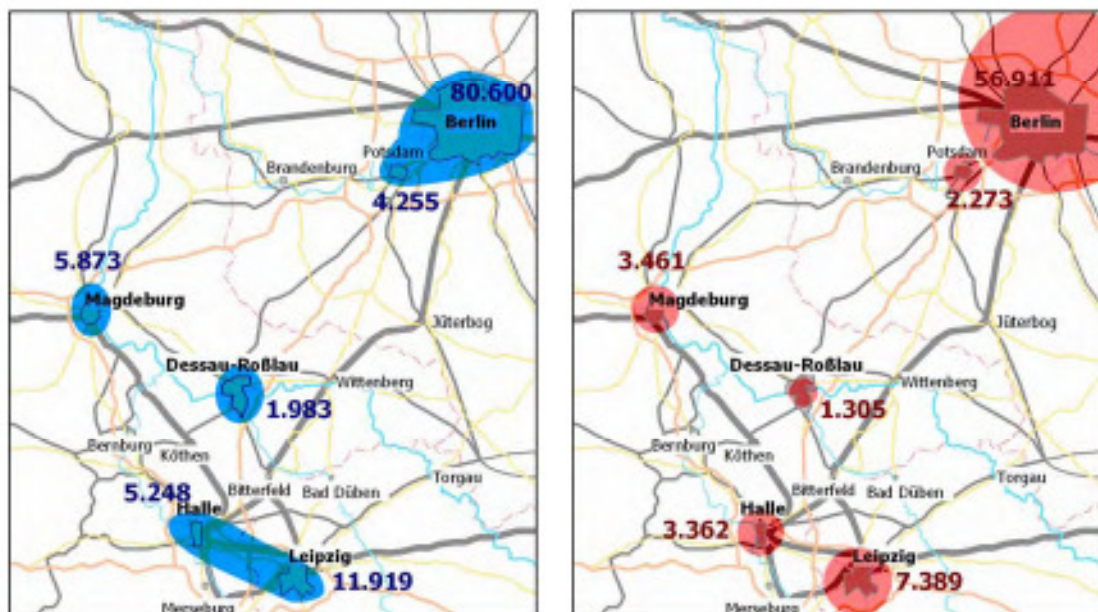 80.600
Berlin
Potsdam
Brandenburg
4.255
5.873
Magdeburg
Jüterbog
Dessau-Roßlau
Wittenberg
1.983
Bernburg
Köthen
5.248
Bitterfeld
Bad Düben
Torgau
Halle
Leipzig
11.919
Merseburg
56.911
Berlin
Potsdam
Brandenburg
2.273
3.461
Magdeburg
Jüterbog
Dessau-Roßlau
Wittenberg
1.305
Bernburg
Köthen
Bitterfeld
Bad Düben
Torgau
Halle
3.362
Leipzig
7.389
Merseburg